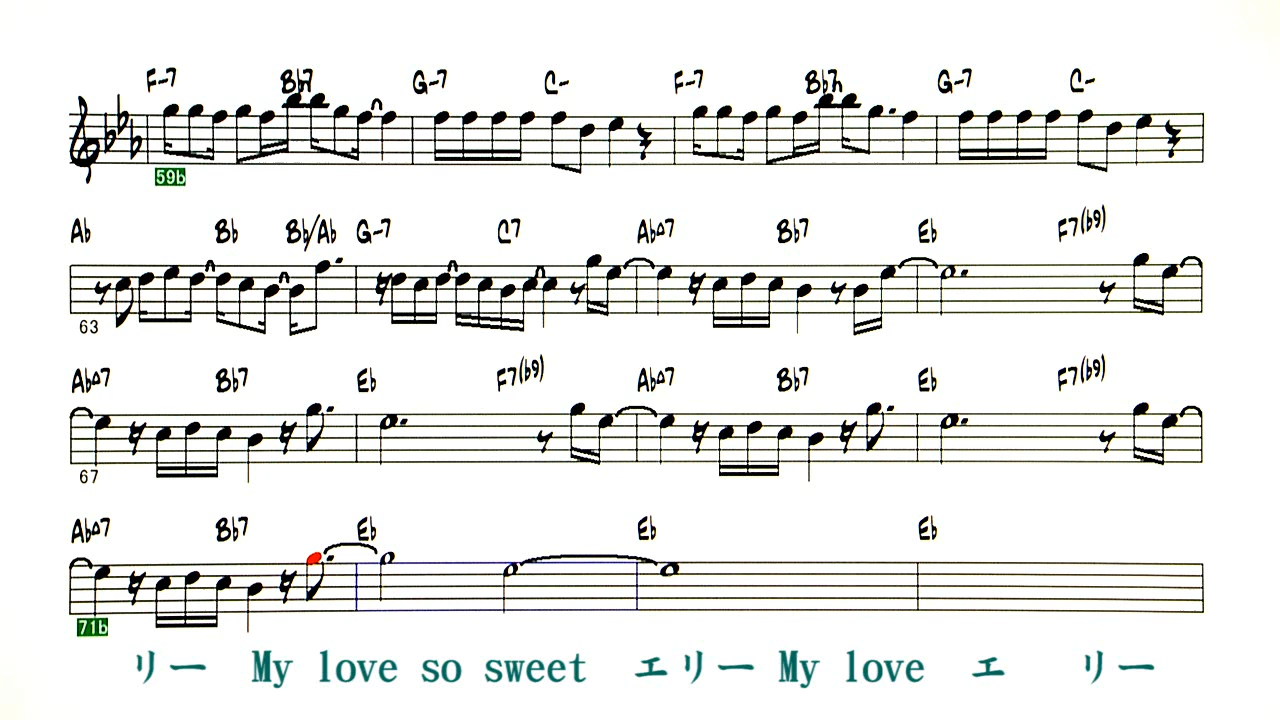 F-7 Bb7 G-7 C- F-7 Bb7 G-7 C-
59b
Ab Bb Bb/Ab G-7 C7 Ab△7 Bb7 Eb F7(b9)
63
Ab△7 Bb7 Eb F7(b9) Ab△7 Bb7 Eb F7(b9)
67
Ab△7 Bb7 Eb Eb Eb
71b
リー My love so sweet エリー My love エ リー